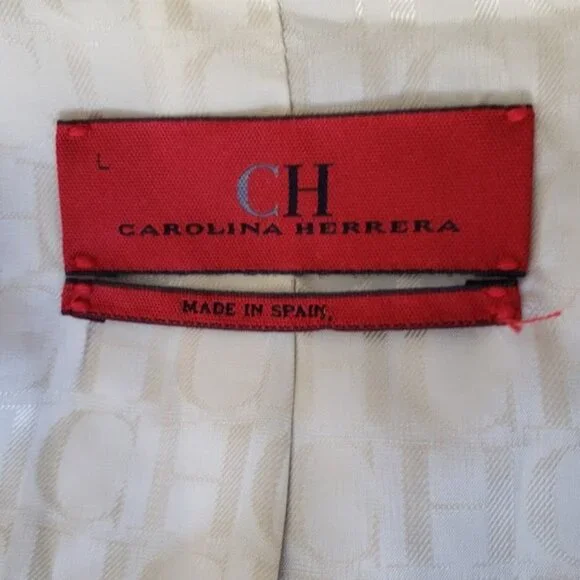 L
CH
CAROLINA HERRERA
MADE IN SPAIN.